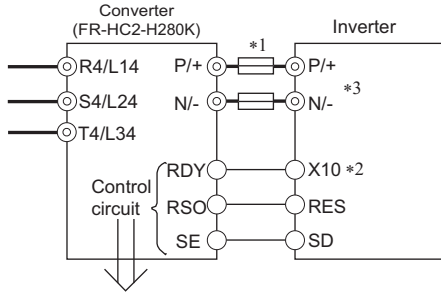 Converter
(FR-HC2-H280K)
Inverter
*1
R4/L14 P/+ P/+
S4/L24 N/- N/- *3
T4/L34
RDY X10 *2
Control
circuit
RSO RES
SE SD